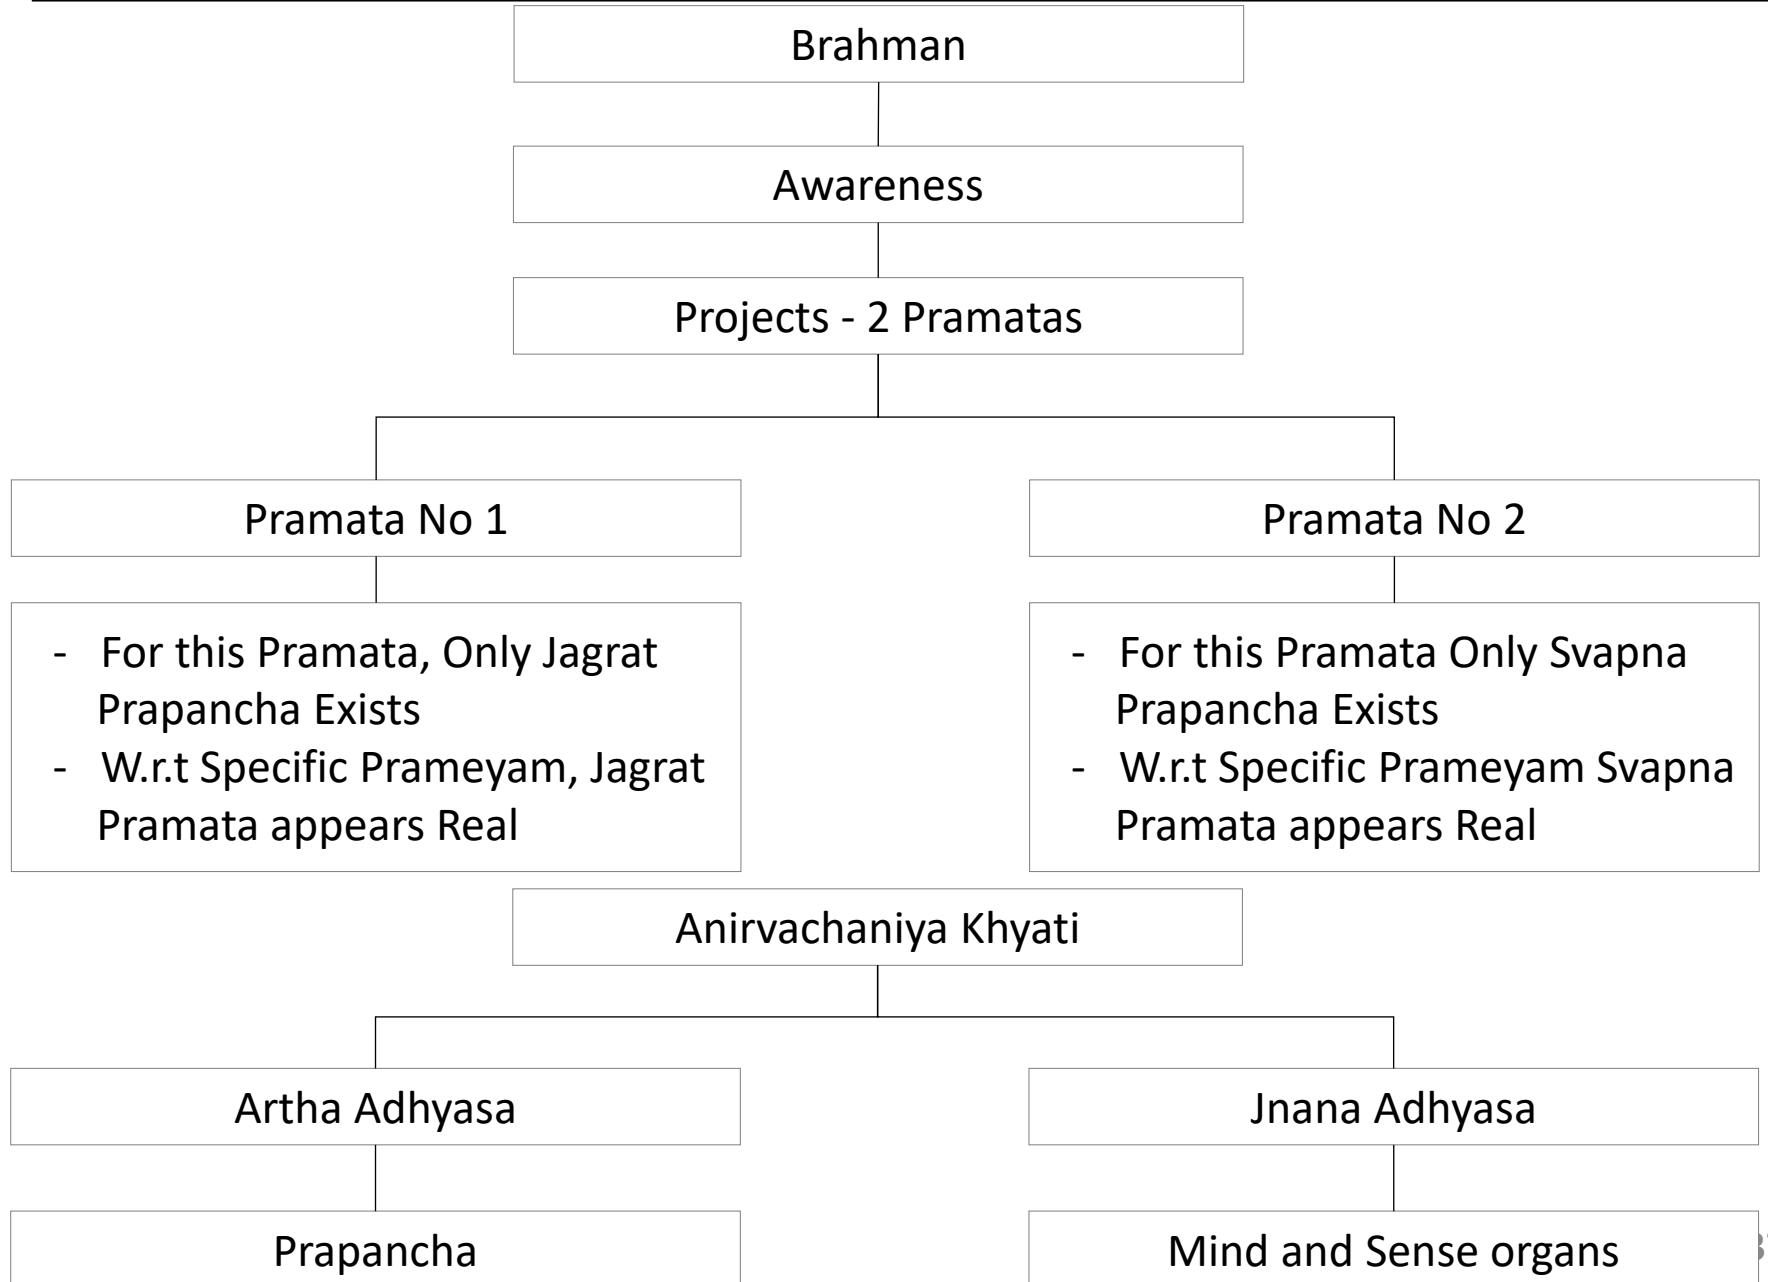 Brahman
Awareness
Projects - 2 Pramatas
Pramata No 1
Pramata No 2
- For this Pramata, Only Jagrat
Prapancha Exists
- W.r.t Specific Prameyam, Jagrat
Pramata appears Real
- For this Pramata Only Svapna
Prapancha Exists
- W.r.t Specific Prameyam Svapna
Pramata appears Real
Anirvachaniya Khyati
Artha Adhyasa
Jnana Adhyasa
Prapancha
Mind and Sense organs